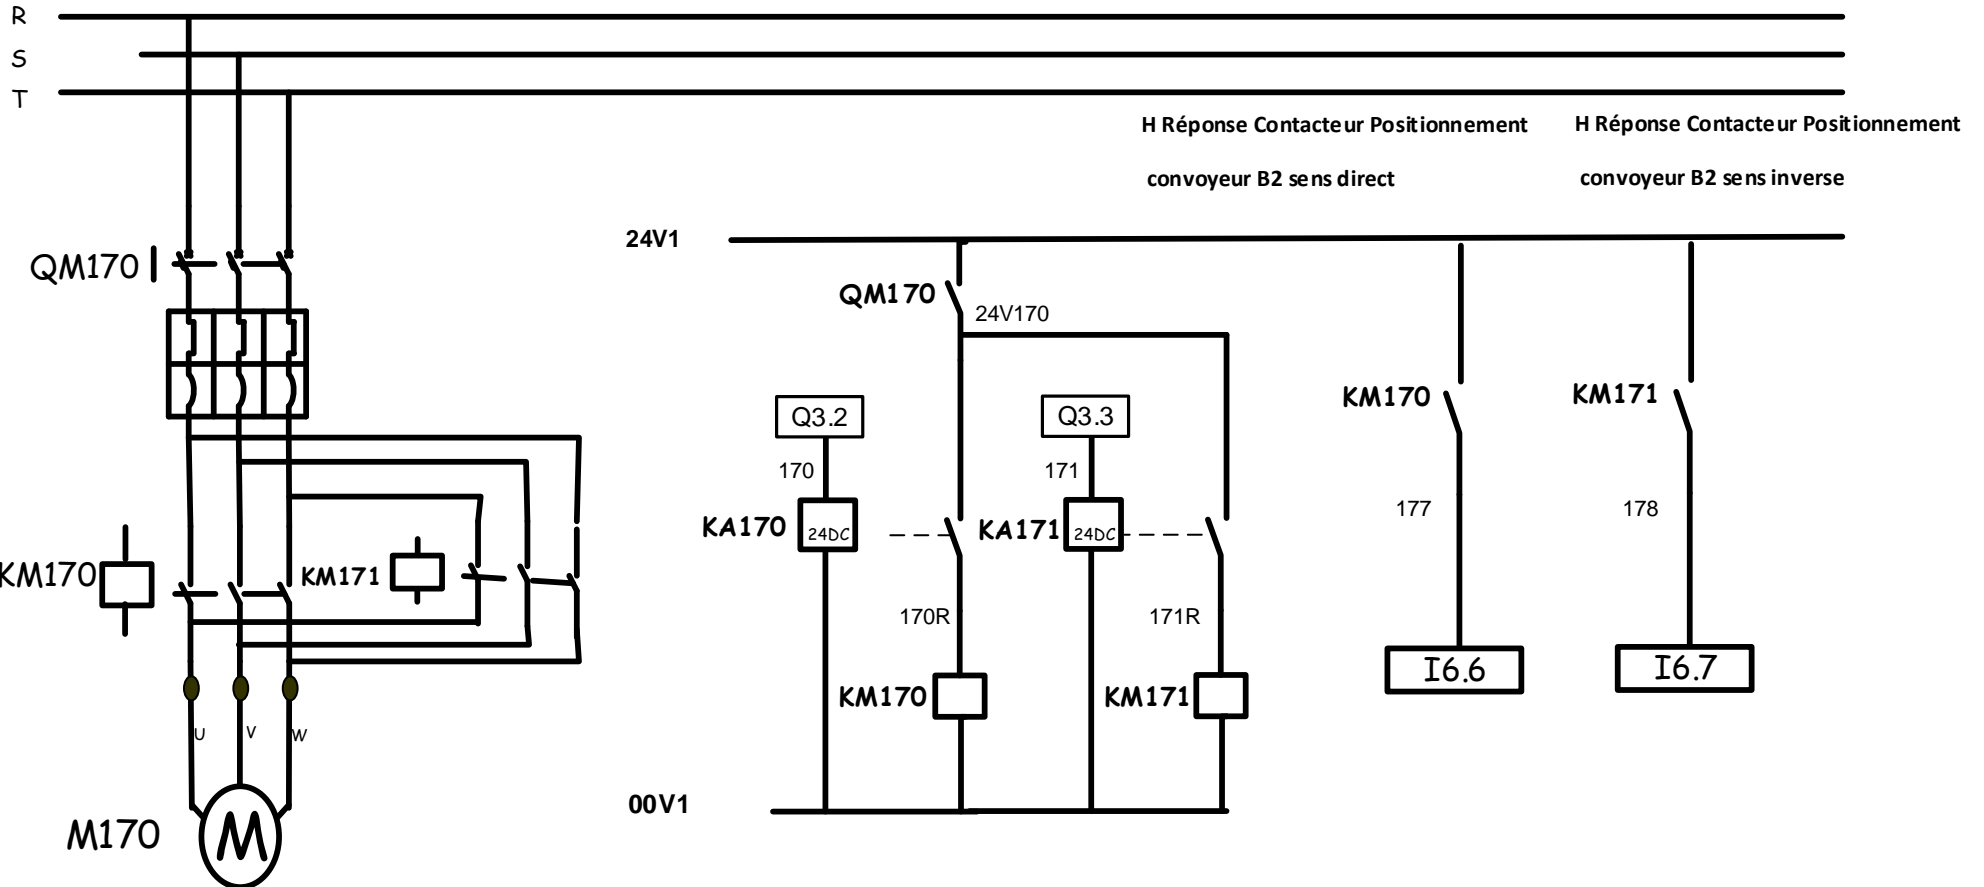 R
S
T
H Réponse Contacteur Positionnement
convoyeur B2 sens direct
H Réponse Contacteur Positionnement
convoyeur B2 sens inverse
24V1
QM170
QM170
24V170
KM170
KM171
Q3.2
Q3.3
170
171
177
178
KA170
24DC
KA171
24DC
KM170
KM171
170R
171R
I6.6
I6.7
KM170
KM171
U
V
W
00V1
M170
M